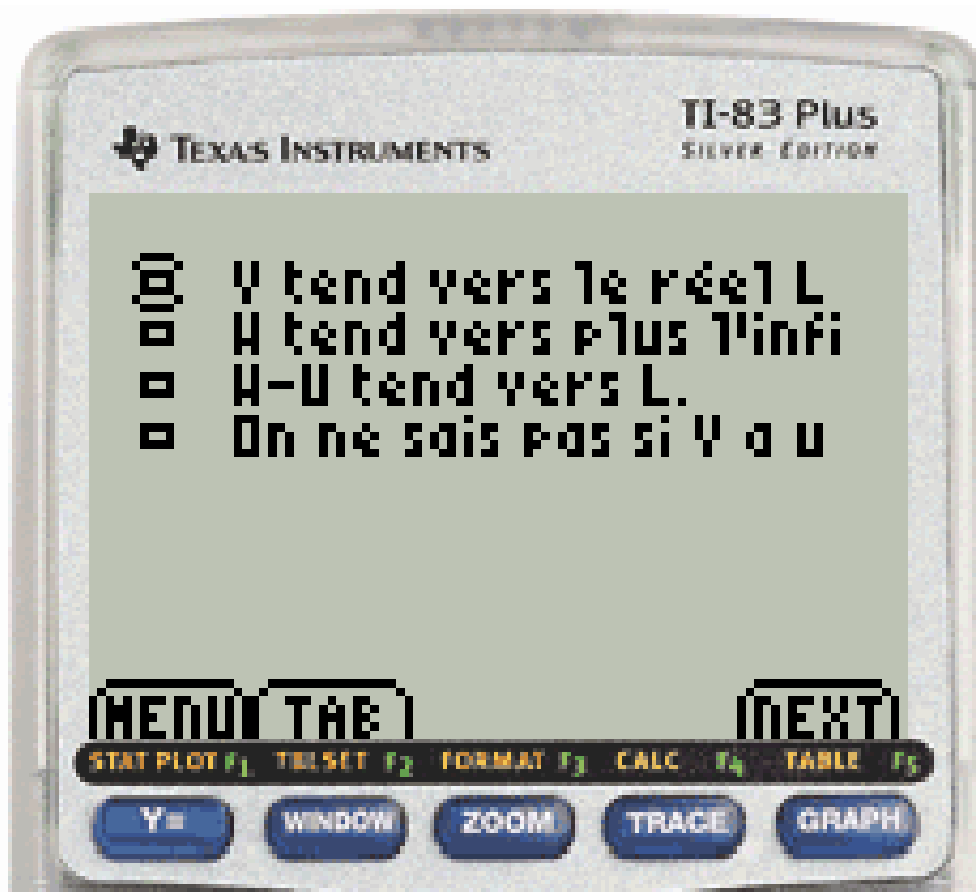 TI-83 Plus
TEXAS INSTRUMENTS
SILVER EDITION
V tend vers le réel L
W tend vers plus l'infi
W-U tend vers L.
On ne sais pas si V a u
MENU TAB NEXT
STAT PLOT F1 TBLSET F2 FORMAT F3 CALC F4 TABLE F5
Y= WINDOW ZOOM TRACE GRAPH